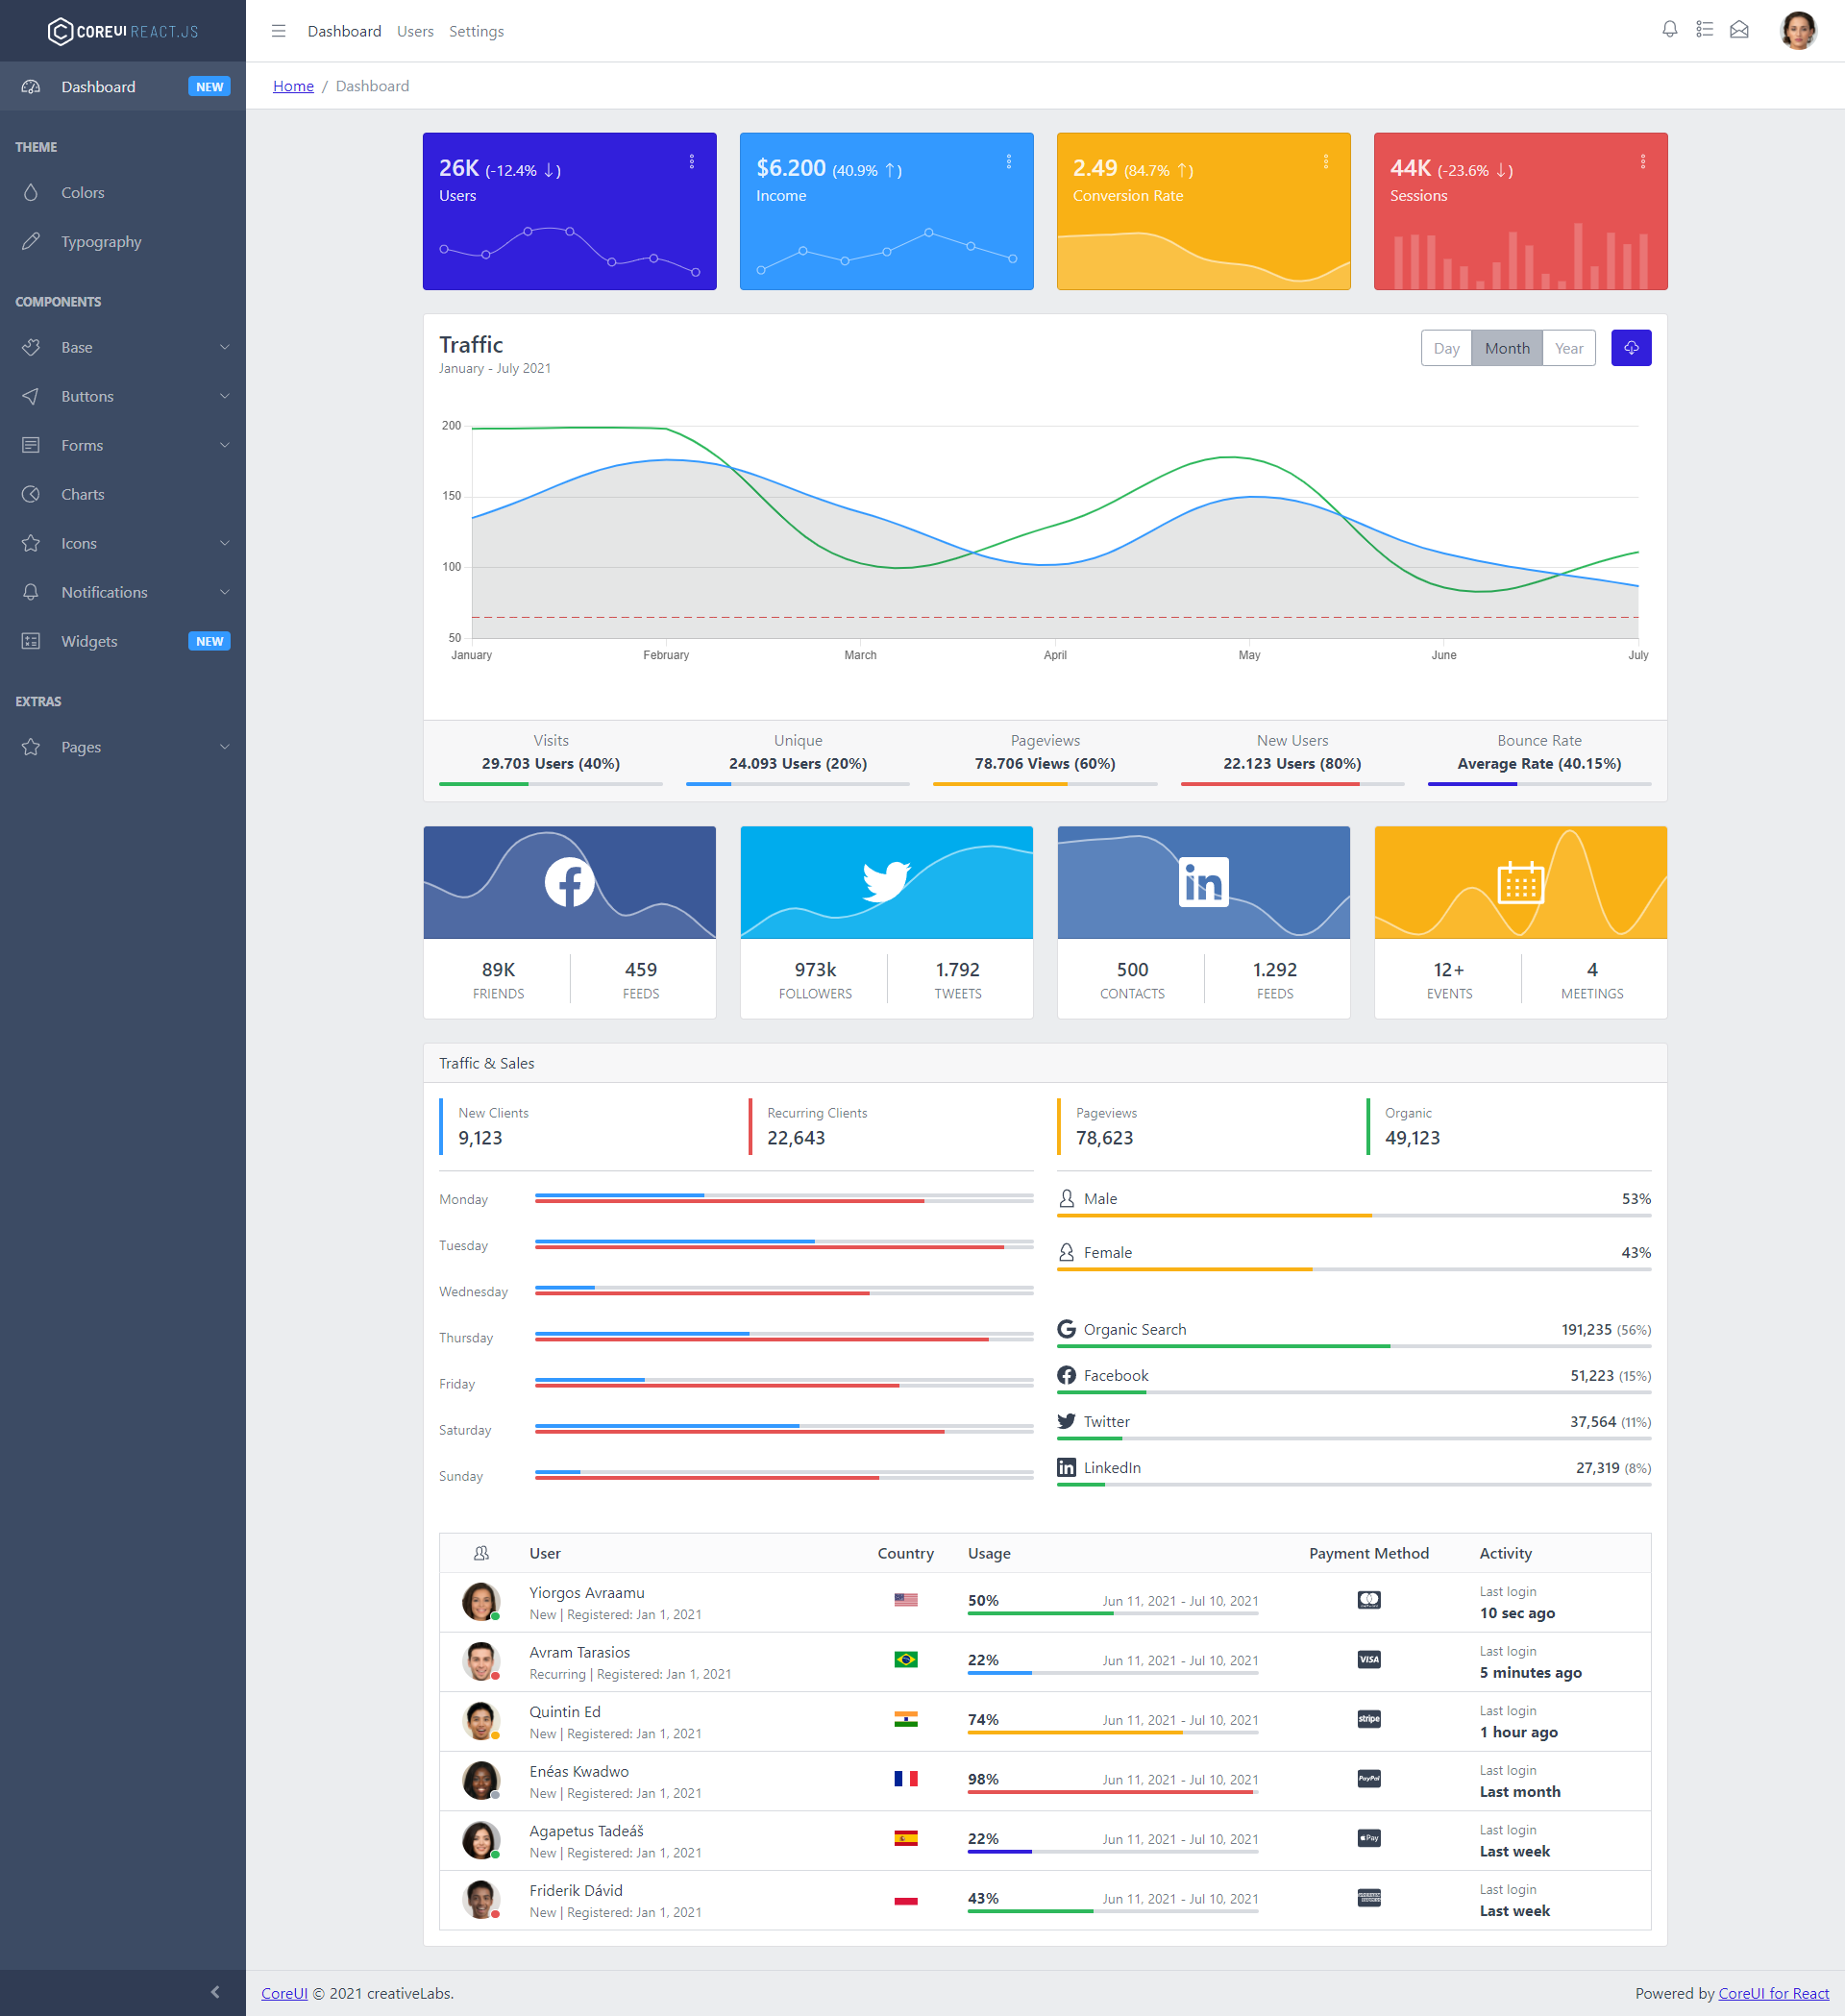 COREUI REACT.JS
Dashboard NEW
THEME
Colors
Typography
COMPONENTS
Base
Buttons
Forms
Charts
Icons
Notifications
Widgets NEW
EXTRAS
Pages
Dashboard Users Settings
Home / Dashboard
26K (-12.4% ↓)
Users
$6.200 (40.9% ↑)
Income
2.49 (84.7% ↑)
Conversion Rate
44K (-23.6% ↓)
Sessions
Traffic
January - July 2021
Day Month Year
200
150
100
50
January February March April May June July
Visits
29.703 Users (40%)
Unique
24.093 Users (20%)
Pageviews
78.706 Views (60%)
New Users
22.123 Users (80%)
Bounce Rate
Average Rate (40.15%)
89K
FRIENDS
459
FEEDS
973k
FOLLOWERS
1.792
TWEETS
500
CONTACTS
1.292
FEEDS
12+
EVENTS
4
MEETINGS
Traffic & Sales
New Clients
9,123
Recurring Clients
22,643
Pageviews
78,623
Organic
49,123
Monday
Tuesday
Wednesday
Thursday
Friday
Saturday
Sunday
Male 53%
Female 43%
Organic Search 191,235 (56%)
Facebook 51,223 (15%)
Twitter 37,564 (11%)
LinkedIn 27,319 (8%)
User Country Usage Payment Method Activity
Yiorgos Avraamu
New | Registered: Jan 1, 2021
50% Jun 11, 2021 - Jul 10, 2021
Last login
10 sec ago
Avram Tarasios
Recurring | Registered: Jan 1, 2021
22% Jun 11, 2021 - Jul 10, 2021
VISA
Last login
5 minutes ago
Quintin Ed
New | Registered: Jan 1, 2021
74% Jun 11, 2021 - Jul 10, 2021
stripe
Last login
1 hour ago
Enéas Kwadwo
New | Registered: Jan 1, 2021
98% Jun 11, 2021 - Jul 10, 2021
PayPal
Last login
Last month
Agapetus Tadeáš
New | Registered: Jan 1, 2021
22% Jun 11, 2021 - Jul 10, 2021
Pay
Last login
Last week
Friderik Dávid
New | Registered: Jan 1, 2021
43% Jun 11, 2021 - Jul 10, 2021
Last login
Last week
CoreUI © 2021 creativeLabs.
Powered by CoreUI for React